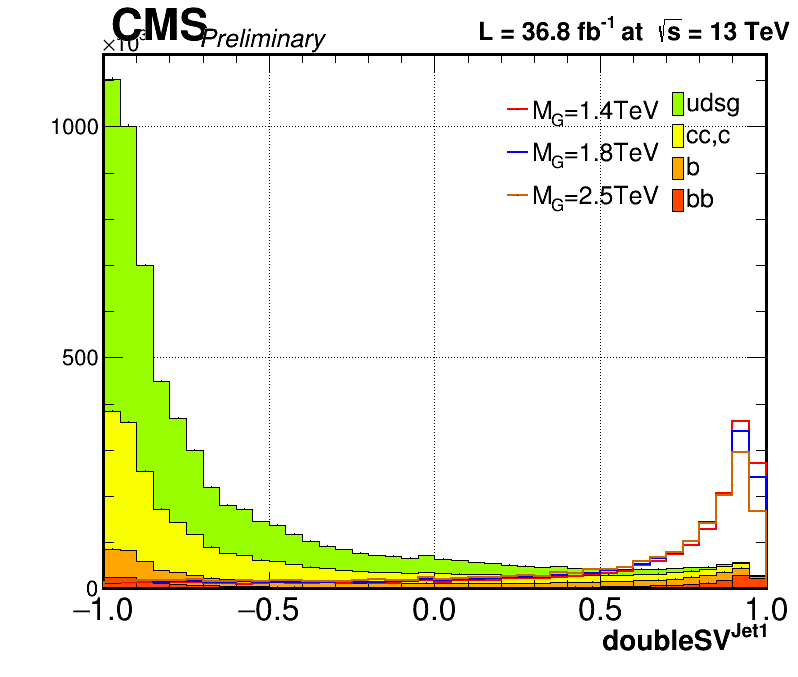 CMS Preliminary L = 36.8 fb⁻¹ at √s = 13 TeV
×10³
M_G=1.4TeV udsg
M_G=1.8TeV cc,c
M_G=2.5TeV b
bb
1000
500
0
−1.0 −0.5 0.0 0.5 1.0
doubleSV^Jet1